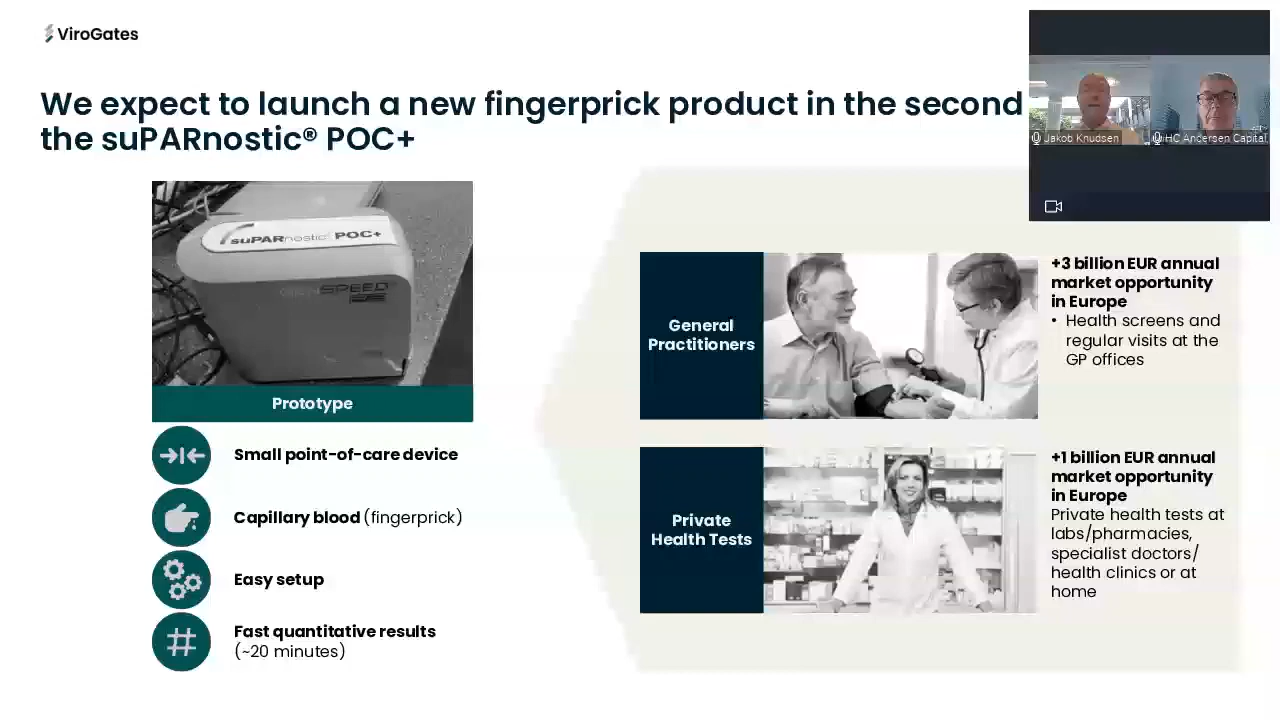 ViroGates
We expect to launch a new fingerprick product in the second
the suPARnostic® POC+
Jakob Knudsen
HC Andersen Capital
suPARnostic® POC+
SPEED
Prototype
Small point-of-care device
Capillary blood (fingerprick)
Easy setup
Fast quantitative results
(~20 minutes)
General
Practitioners
+3 billion EUR annual
market opportunity
in Europe
• Health screens and
regular visits at the
GP offices
Private
Health Tests
+1 billion EUR annual
market opportunity
in Europe
Private health tests at
labs/pharmacies,
specialist doctors/
health clinics or at
home